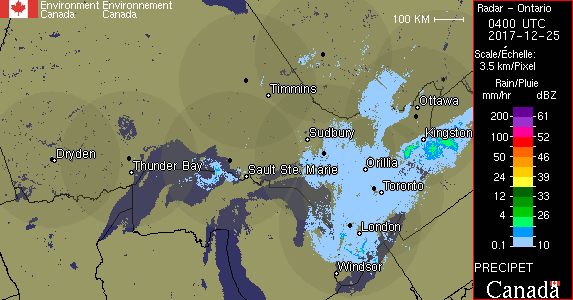 Environment Environnement
Canada Canada
100 KM
Timmins
Ottawa
Sudbury
Kingston
Dryden
Thunder Bay
Sault Ste. Marie
Orillia
Toronto
London
Windsor
Radar - Ontario
0400 UTC
2017-12-25
Scale/Échelle:
3.5 km/Pixel
Rain/Pluie
mm/hr dBZ
200 61
100 52
50 46
24 39
12 33
4 26
0.1 10
PRECIPET
Canada